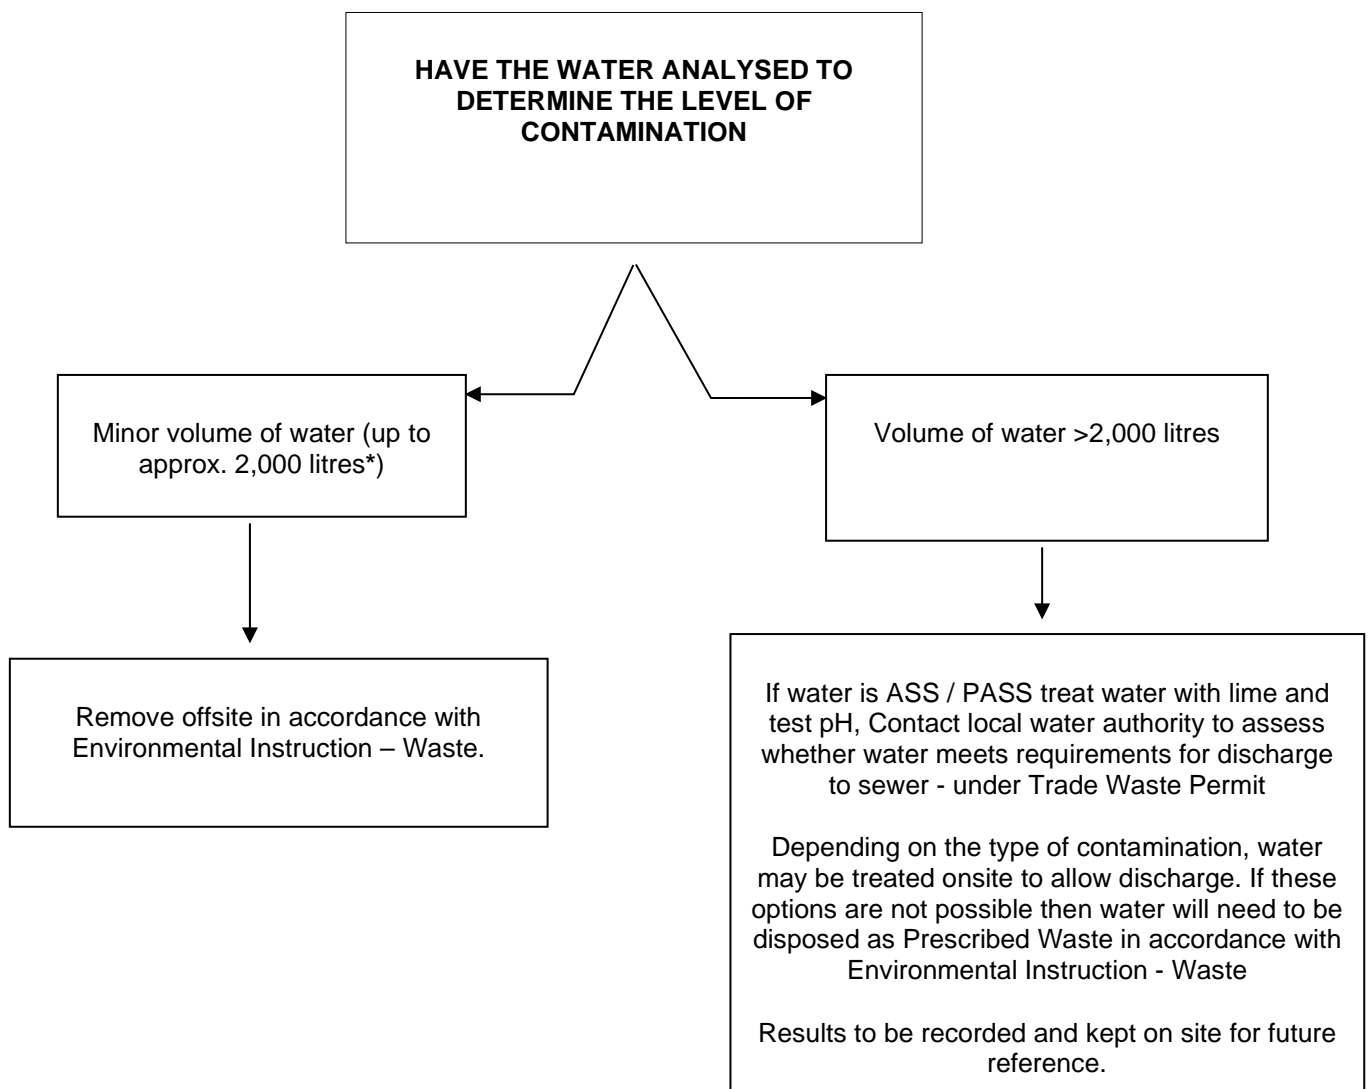 HAVE THE WATER ANALYSED TO
DETERMINE THE LEVEL OF
CONTAMINATION
Minor volume of water (up to
approx. 2,000 litres*)
Volume of water >2,000 litres
Remove offsite in accordance with
Environmental Instruction – Waste.
If water is ASS / PASS treat water with lime and
test pH, Contact local water authority to assess
whether water meets requirements for discharge
to sewer - under Trade Waste Permit
Depending on the type of contamination, water
may be treated onsite to allow discharge. If these
options are not possible then water will need to be
disposed as Prescribed Waste in accordance with
Environmental Instruction - Waste
Results to be recorded and kept on site for future
reference.